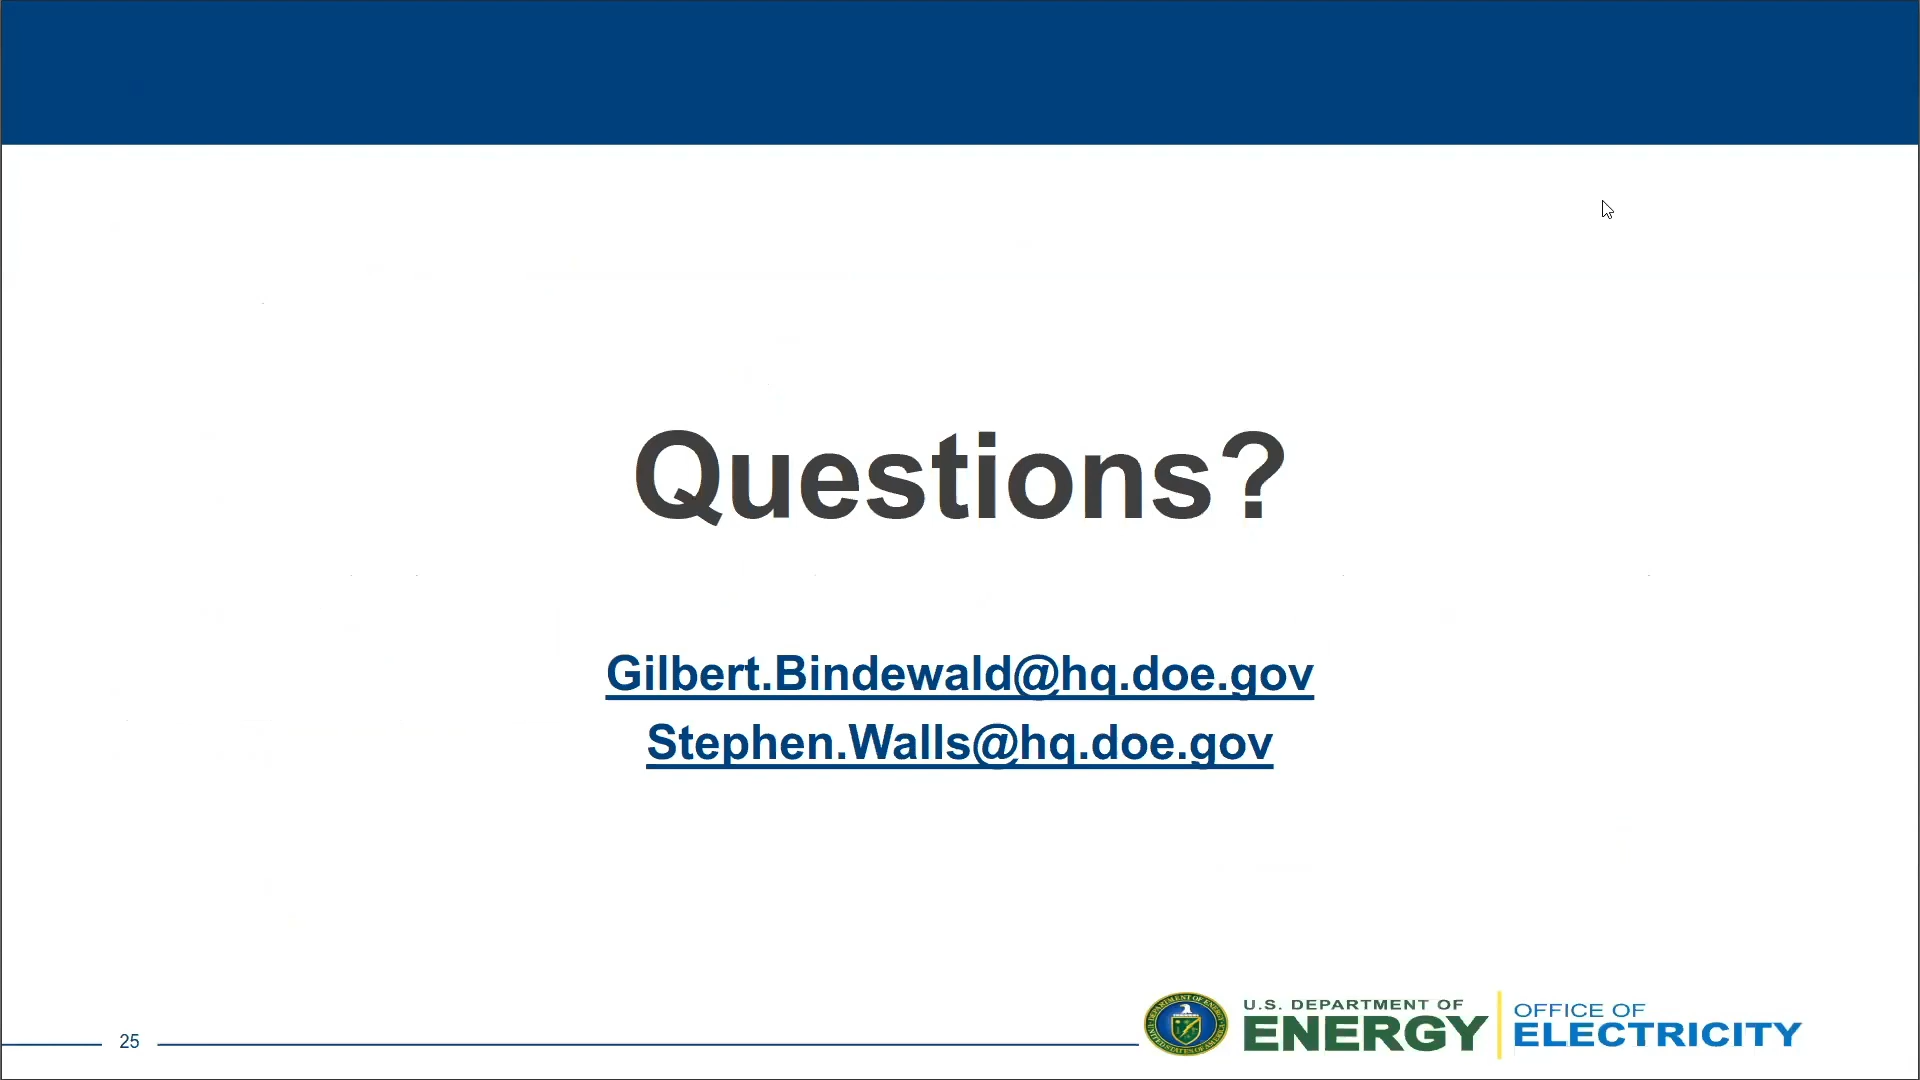 Questions?
Gilbert.Bindewald@hq.doe.gov
Stephen.Walls@hq.doe.gov
25
U.S. DEPARTMENT OF
ENERGY
OFFICE OF
ELECTRICITY